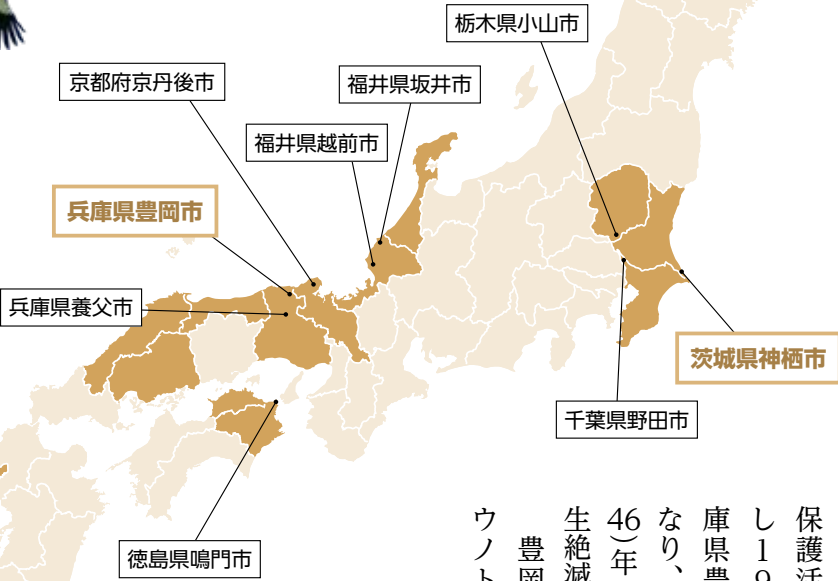 栃木県小山市
京都府京丹後市
福井県坂井市
福井県越前市
兵庫県豊岡市
兵庫県養父市
茨城県神栖市
千葉県野田市
徳島県鳴門市
保護活
し19
庫県豊
なり、
46)年
生絶滅
豊岡
ウノト